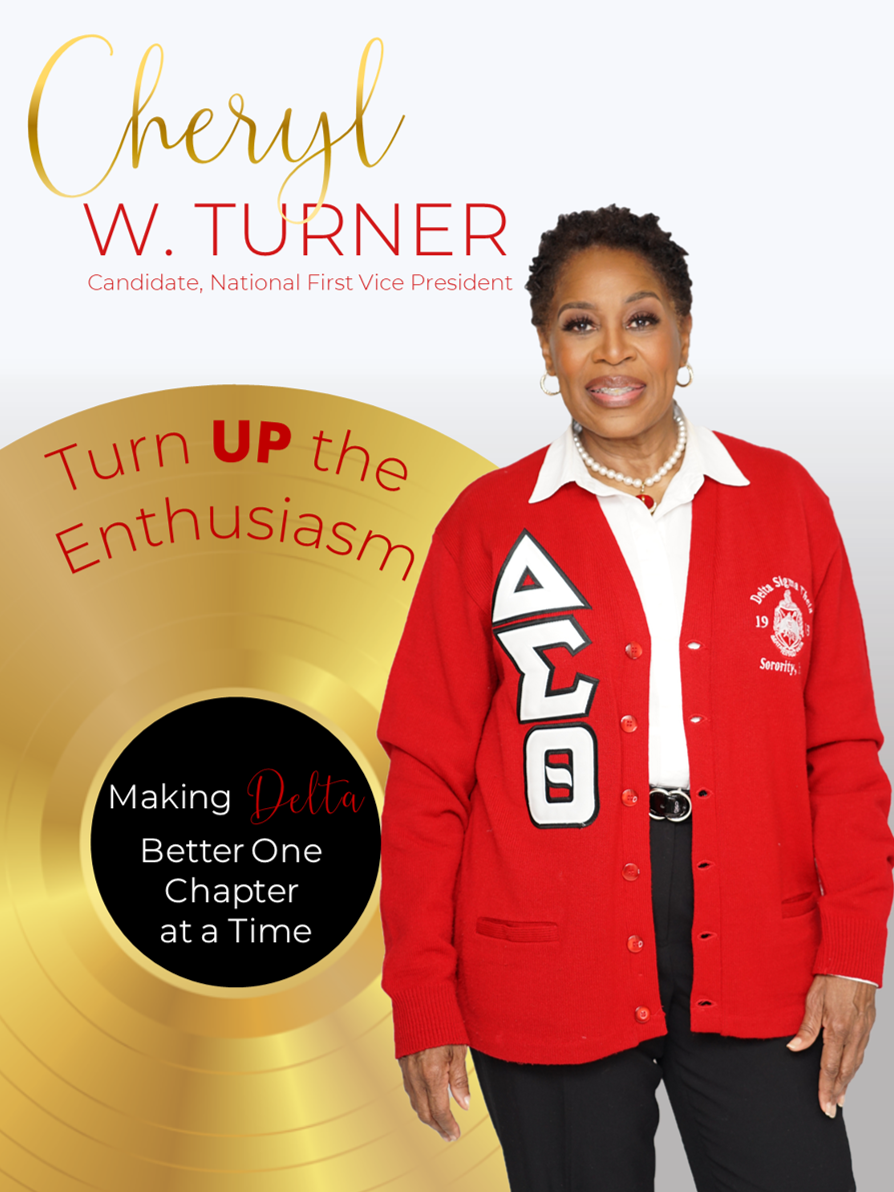 Cheryl
W. TURNER
Candidate, National First Vice President
Turn UP the
Enthusiasm
Making Delta
Better One
Chapter
at a Time
ΔΣΘ
Delta Sigma Theta
19
Sorority,